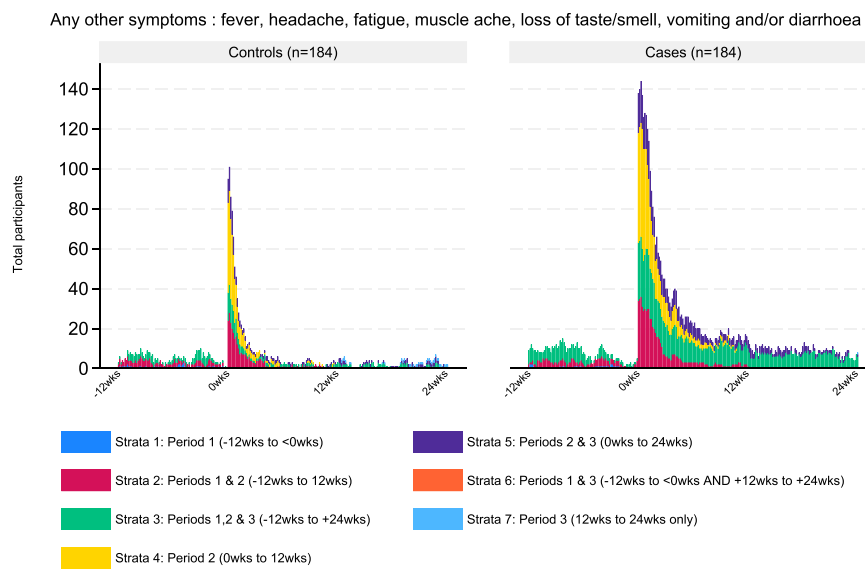 Any other symptoms : fever, headache, fatigue, muscle ache, loss of taste/smell, vomiting and/or diarrhoea
Controls (n=184)
Cases (n=184)
Total participants
140
120
100
80
60
40
20
0
-12wks
0wks
12wks
24wks
-12wks
0wks
12wks
24wks
Strata 1: Period 1 (-12wks to <0wks)
Strata 2: Periods 1 & 2 (-12wks to 12wks)
Strata 3: Periods 1,2 & 3 (-12wks to +24wks)
Strata 4: Period 2 (0wks to 12wks)
Strata 5: Periods 2 & 3 (0wks to 24wks)
Strata 6: Periods 1 & 3 (-12wks to <0wks AND +12wks to +24wks)
Strata 7: Period 3 (12wks to 24wks only)